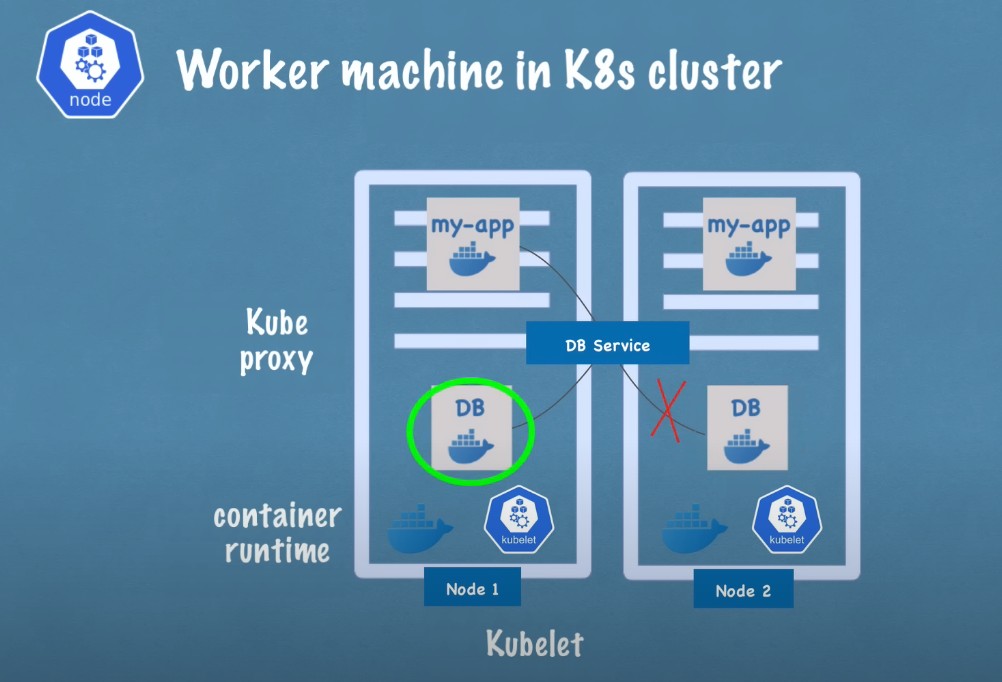 node
Worker machine in K8s cluster
my-app
my-app
Kube
proxy
DB Service
DB
DB
container
runtime
kubelet
kubelet
Node 1
Node 2
Kubelet